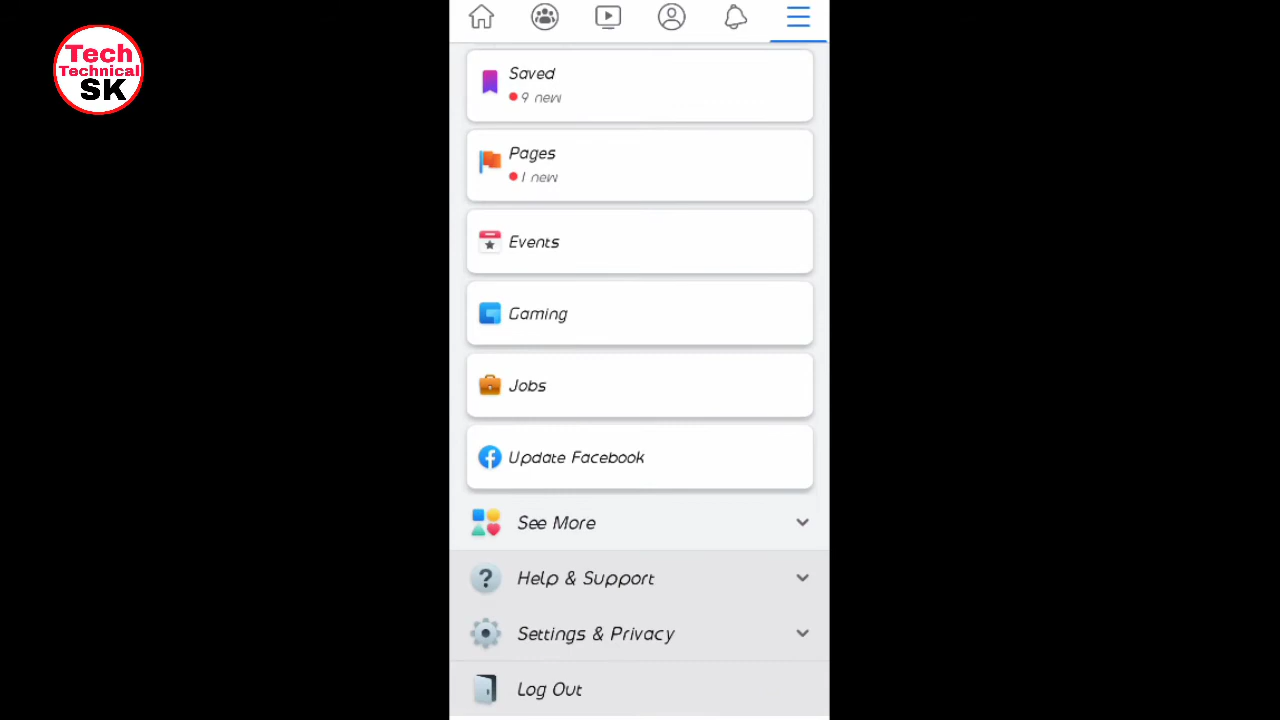 Tech
Technical
SK
Saved
9 new
Pages
1 new
Events
Gaming
Jobs
Update Facebook
See More
Help & Support
Settings & Privacy
Log Out